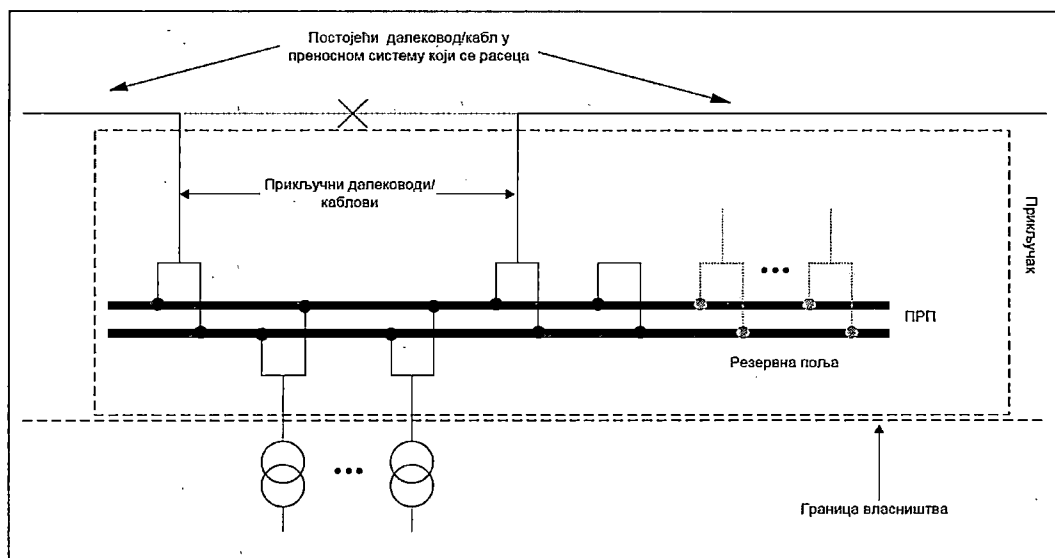 Постојећи далековод/кабл у
преносном систему који се расеца
Прикључни далеководи/
каблови
Прикључак
ПРП
Резервна поља
Граница власништва